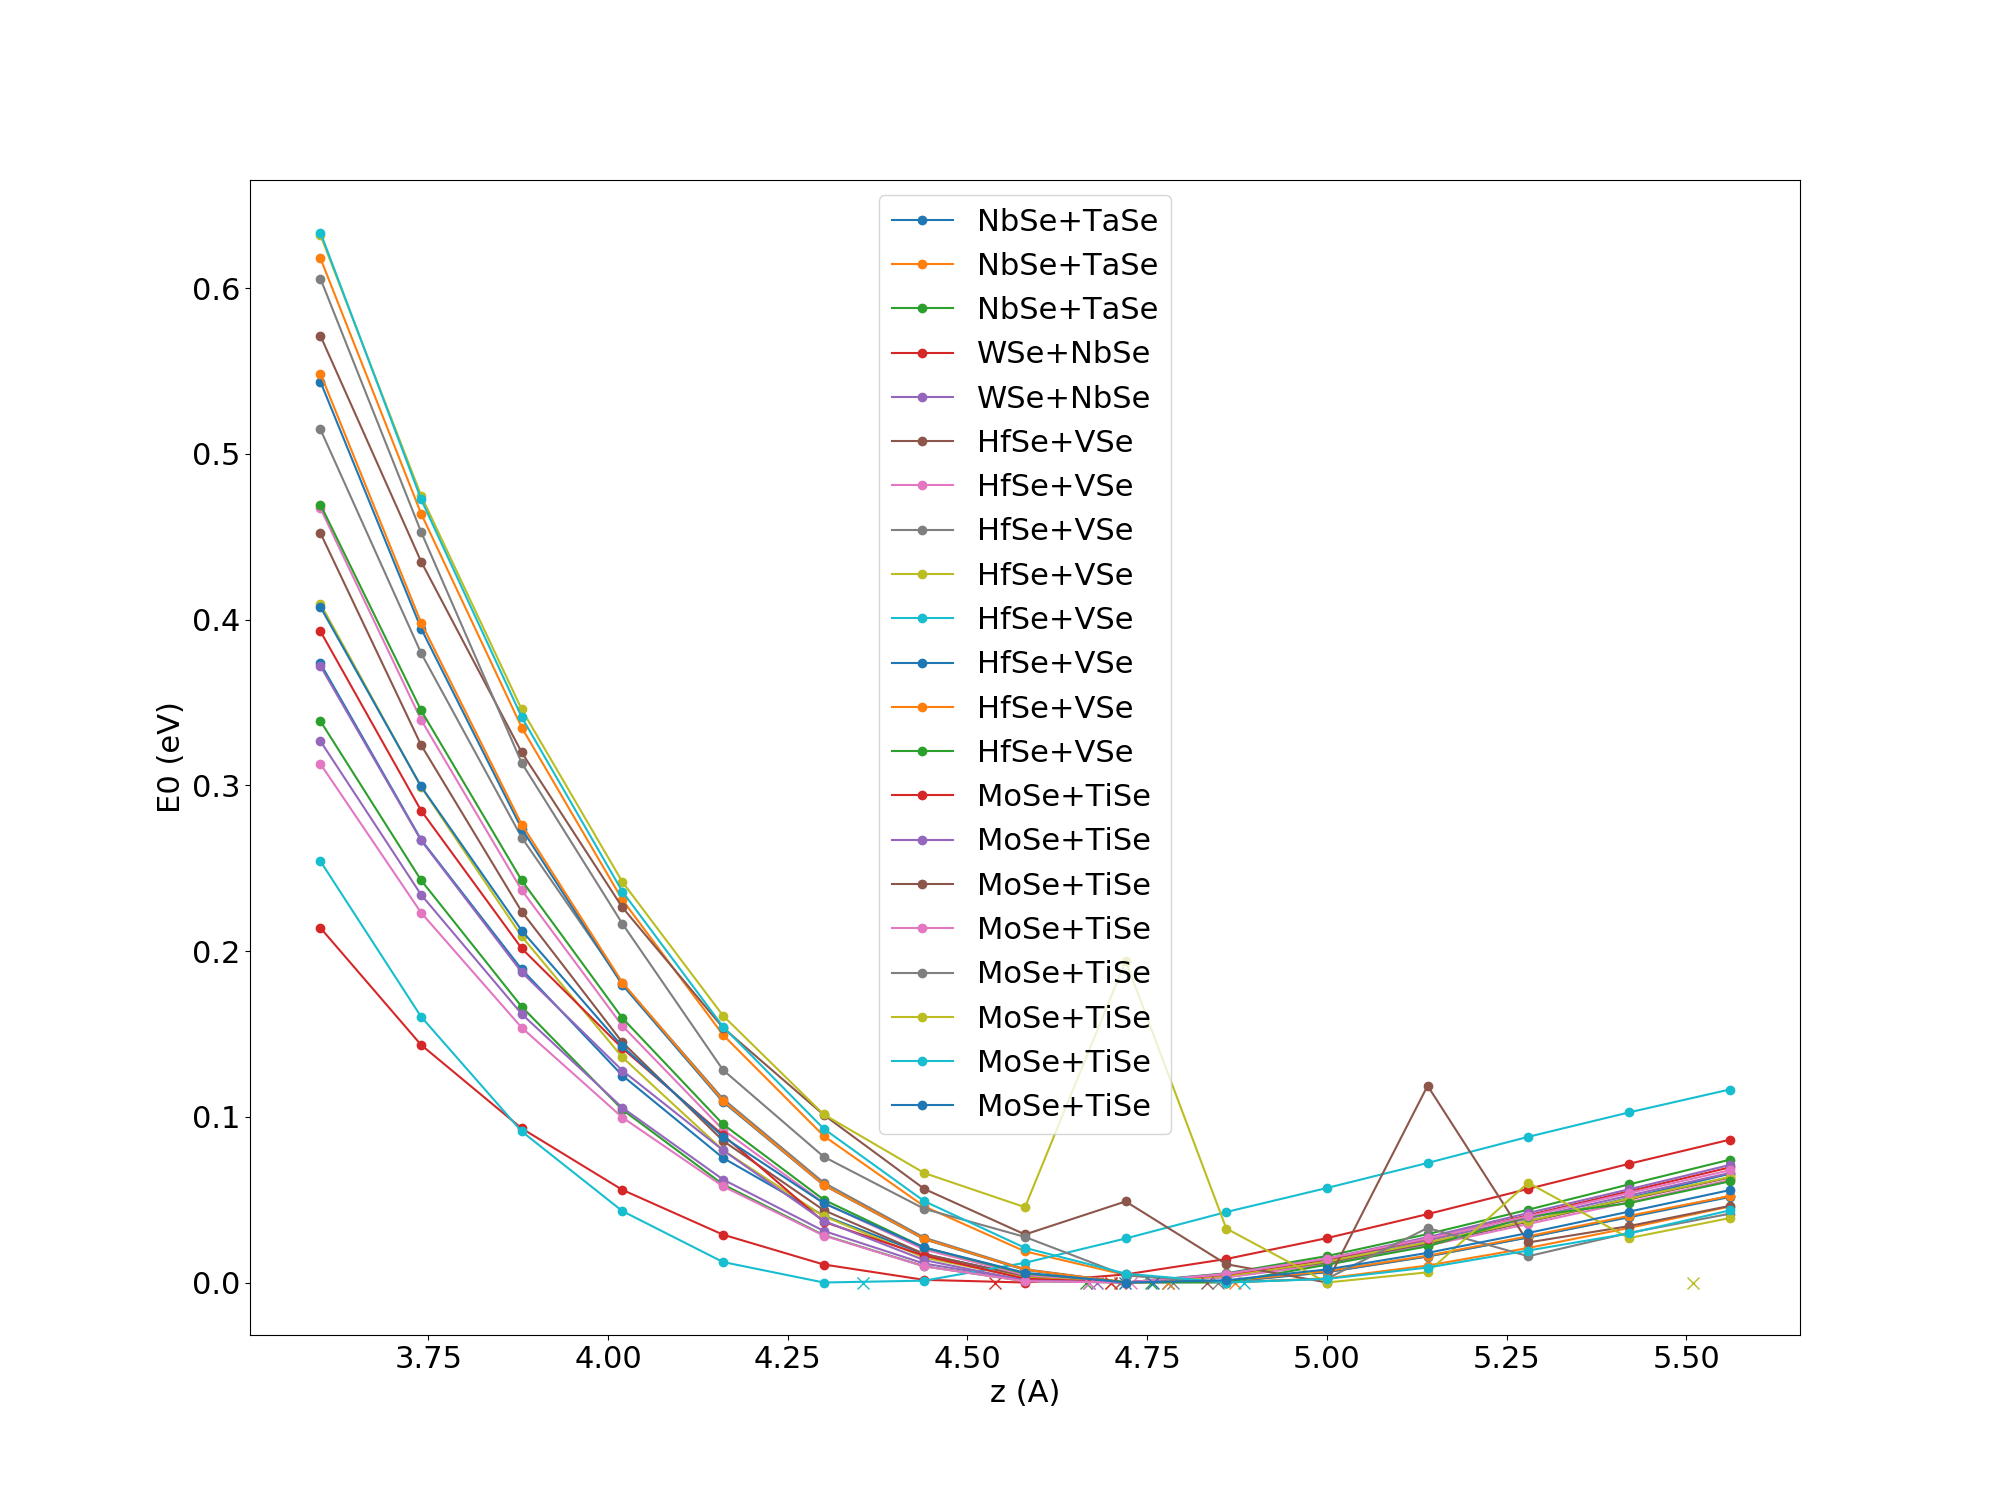 NbSe+TaSe
NbSe+TaSe
NbSe+TaSe
WSe+NbSe
WSe+NbSe
HfSe+VSe
HfSe+VSe
HfSe+VSe
HfSe+VSe
HfSe+VSe
HfSe+VSe
HfSe+VSe
HfSe+VSe
MoSe+TiSe
MoSe+TiSe
MoSe+TiSe
MoSe+TiSe
MoSe+TiSe
MoSe+TiSe
MoSe+TiSe
MoSe+TiSe
0.6
0.5
0.4
0.3
0.2
0.1
0.0
E0 (eV)
3.75 4.00 4.25 4.50 4.75 5.00 5.25 5.50
z (A)